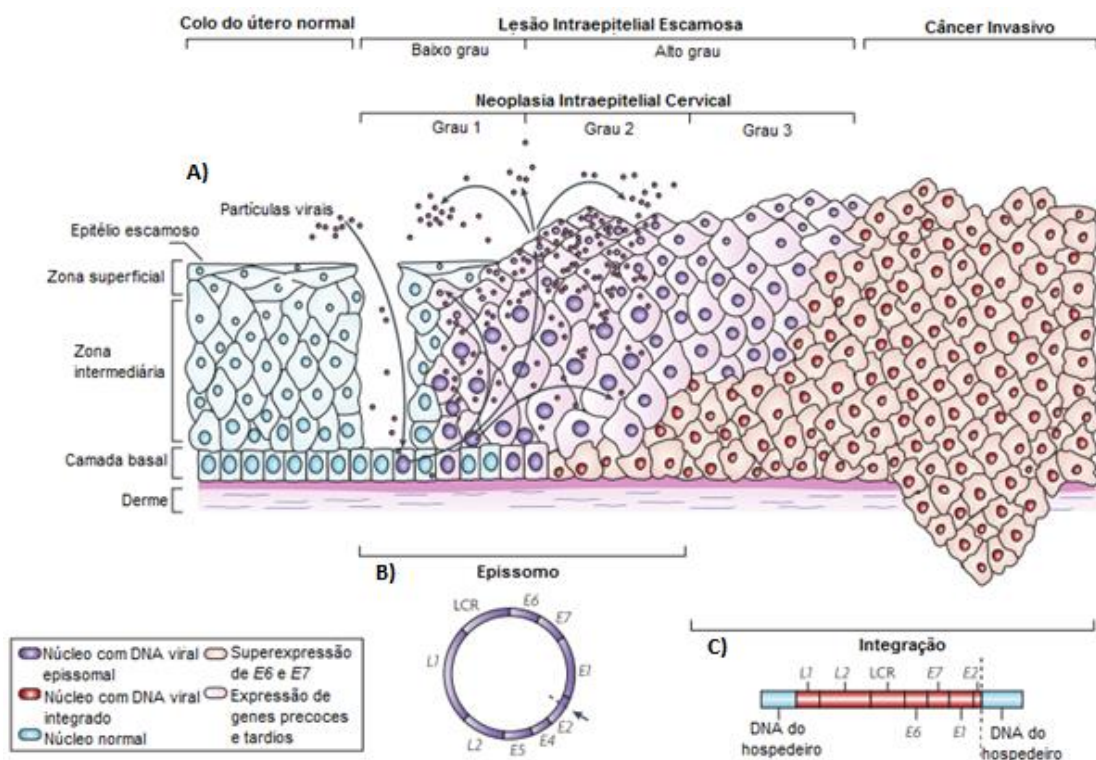 Colo do útero normal
Lesão Intraepitelial Escamosa
Câncer Invasivo
Baixo grau
Alto grau
Neoplasia Intraepitelial Cervical
Grau 1
Grau 2
Grau 3
A)
Partículas virais
Epitélio escamoso
Zona superficial
Zona
intermediária
Camada basal
Derme
B)
Epissomo
LCR
E6
E7
L1
E1
E2
E4
E5
L2
Núcleo com DNA viral
epissomal
Núcleo com DNA viral
integrado
Núcleo normal
Superexpressão
de E6 e E7
Expressão de
genes precoces
e tardios
C)
Integração
L1
L2
LCR
E7
E2
E6
E1
DNA do
hospedeiro
DNA do
hospedeiro